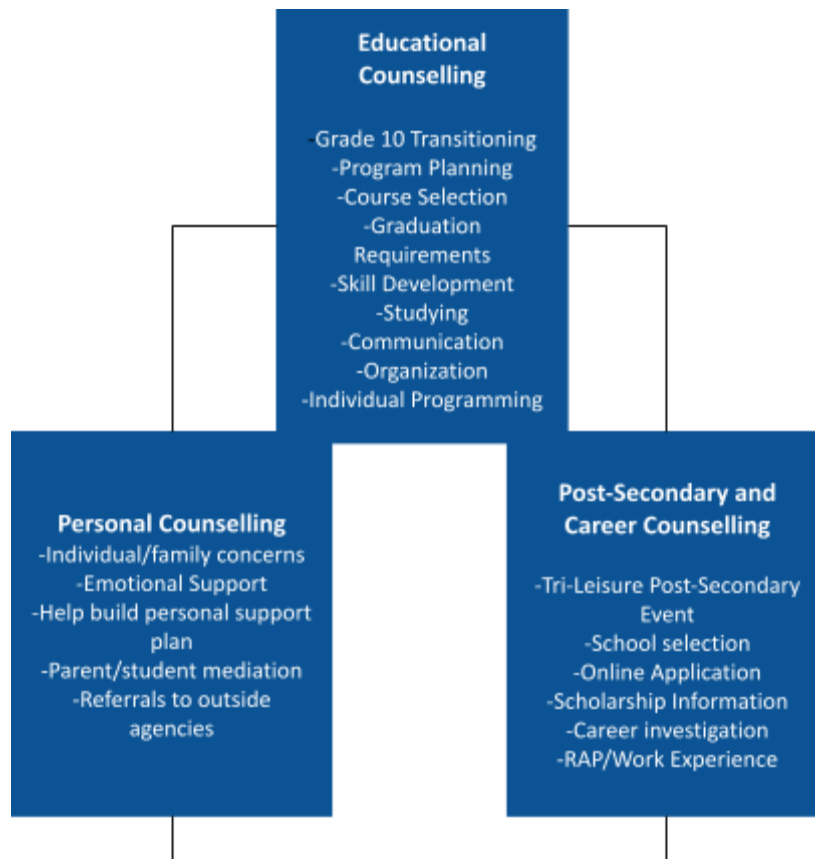 Educational
Counselling
-Grade 10 Transitioning
-Program Planning
-Course Selection
-Graduation
Requirements
-Skill Development
-Studying
-Communication
-Organization
-Individual Programming
Personal Counselling
-Individual/family concerns
-Emotional Support
-Help build personal support
plan
-Parent/student mediation
-Referrals to outside
agencies
Post-Secondary and
Career Counselling
-Tri-Leisure Post-Secondary
Event
-School selection
-Online Application
-Scholarship Information
-Career investigation
-RAP/Work Experience